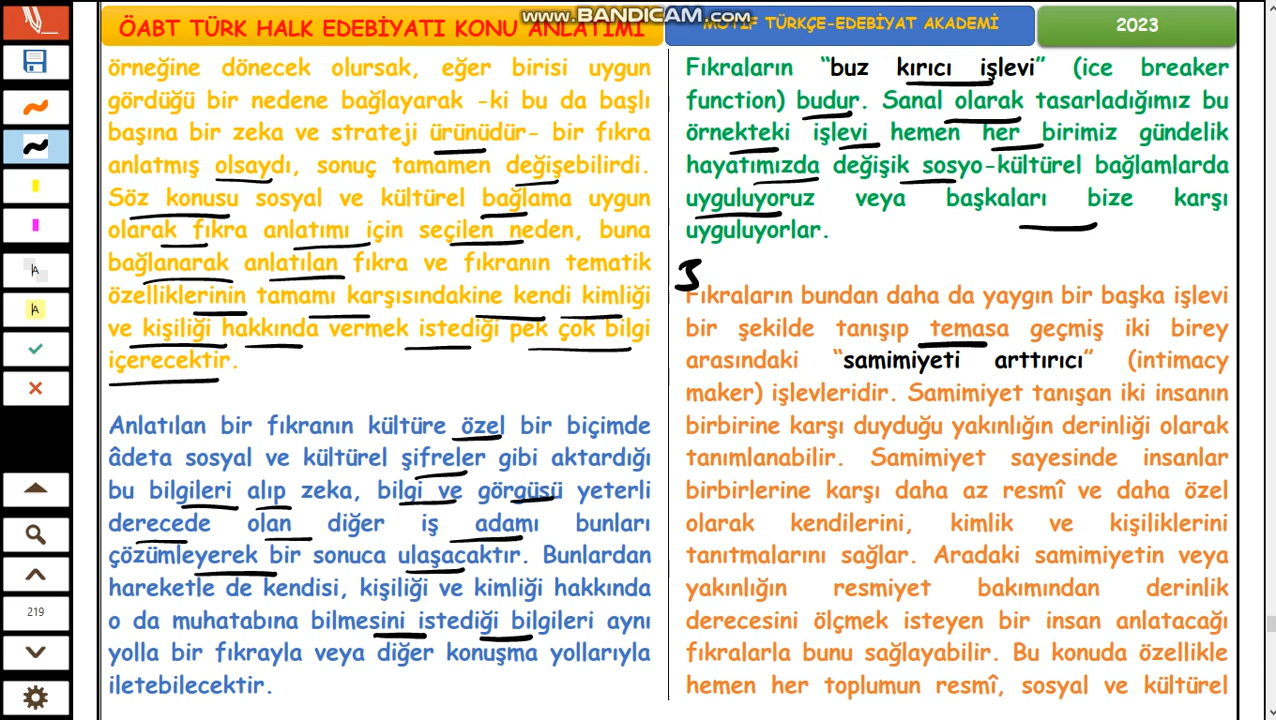 www.BANDICAM.com
ÖABT TÜRK HALK EDEBİYATI KONU ANLATIMI
MOTİF TÜRKÇE-EDEBİYAT AKADEMİ
2023
örneğine dönecek olursak, eğer birisi uygun
gördüğü bir nedene bağlayarak -ki bu da başlı
başına bir zeka ve strateji ürünüdür- bir fıkra
anlatmış olsaydı, sonuç tamamen değişebilirdi.
Söz konusu sosyal ve kültürel bağlama uygun
olarak fıkra anlatımı için seçilen neden, buna
bağlanarak anlatılan fıkra ve fıkranın tematik
özelliklerinin tamamı karşısındakine kendi kimliği
ve kişiliği hakkında vermek istediği pek çok bilgi
içerecektir.
Anlatılan bir fıkranın kültüre özel bir biçimde
âdeta sosyal ve kültürel şifreler gibi aktardığı
bu bilgileri alıp zeka, bilgi ve görgüsü yeterli
derecede olan diğer iş adamı bunları
çözümleyerek bir sonuca ulaşacaktır. Bunlardan
hareketle de kendisi, kişiliği ve kimliği hakkında
o da muhatabına bilmesini istediği bilgileri aynı
yolla bir fıkrayla veya diğer konuşma yollarıyla
iletebilecektir.
Fıkraların “buz kırıcı işlevi” (ice breaker
function) budur. Sanal olarak tasarladığımız bu
örnekteki işlevi hemen her birimiz gündelik
hayatımızda değişik sosyo-kültürel bağlamlarda
uyguluyoruz veya başkaları bize karşı
uyguluyorlar.
3
Fıkraların bundan daha da yaygın bir başka işlevi
bir şekilde tanışıp temasa geçmiş iki birey
arasındaki “samimiyeti arttırıcı” (intimacy
maker) işlevleridir. Samimiyet tanışan iki insanın
birbirine karşı duyduğu yakınlığın derinliği olarak
tanımlanabilir. Samimiyet sayesinde insanlar
birbirlerine karşı daha az resmî ve daha özel
olarak kendilerini, kimlik ve kişiliklerini
tanıtmalarını sağlar. Aradaki samimiyetin veya
yakınlığın resmiyet bakımından derinlik
derecesini ölçmek isteyen bir insan anlatacağı
fıkralarla bunu sağlayabilir. Bu konuda özellikle
hemen her toplumun resmî, sosyal ve kültürel
A
A
219